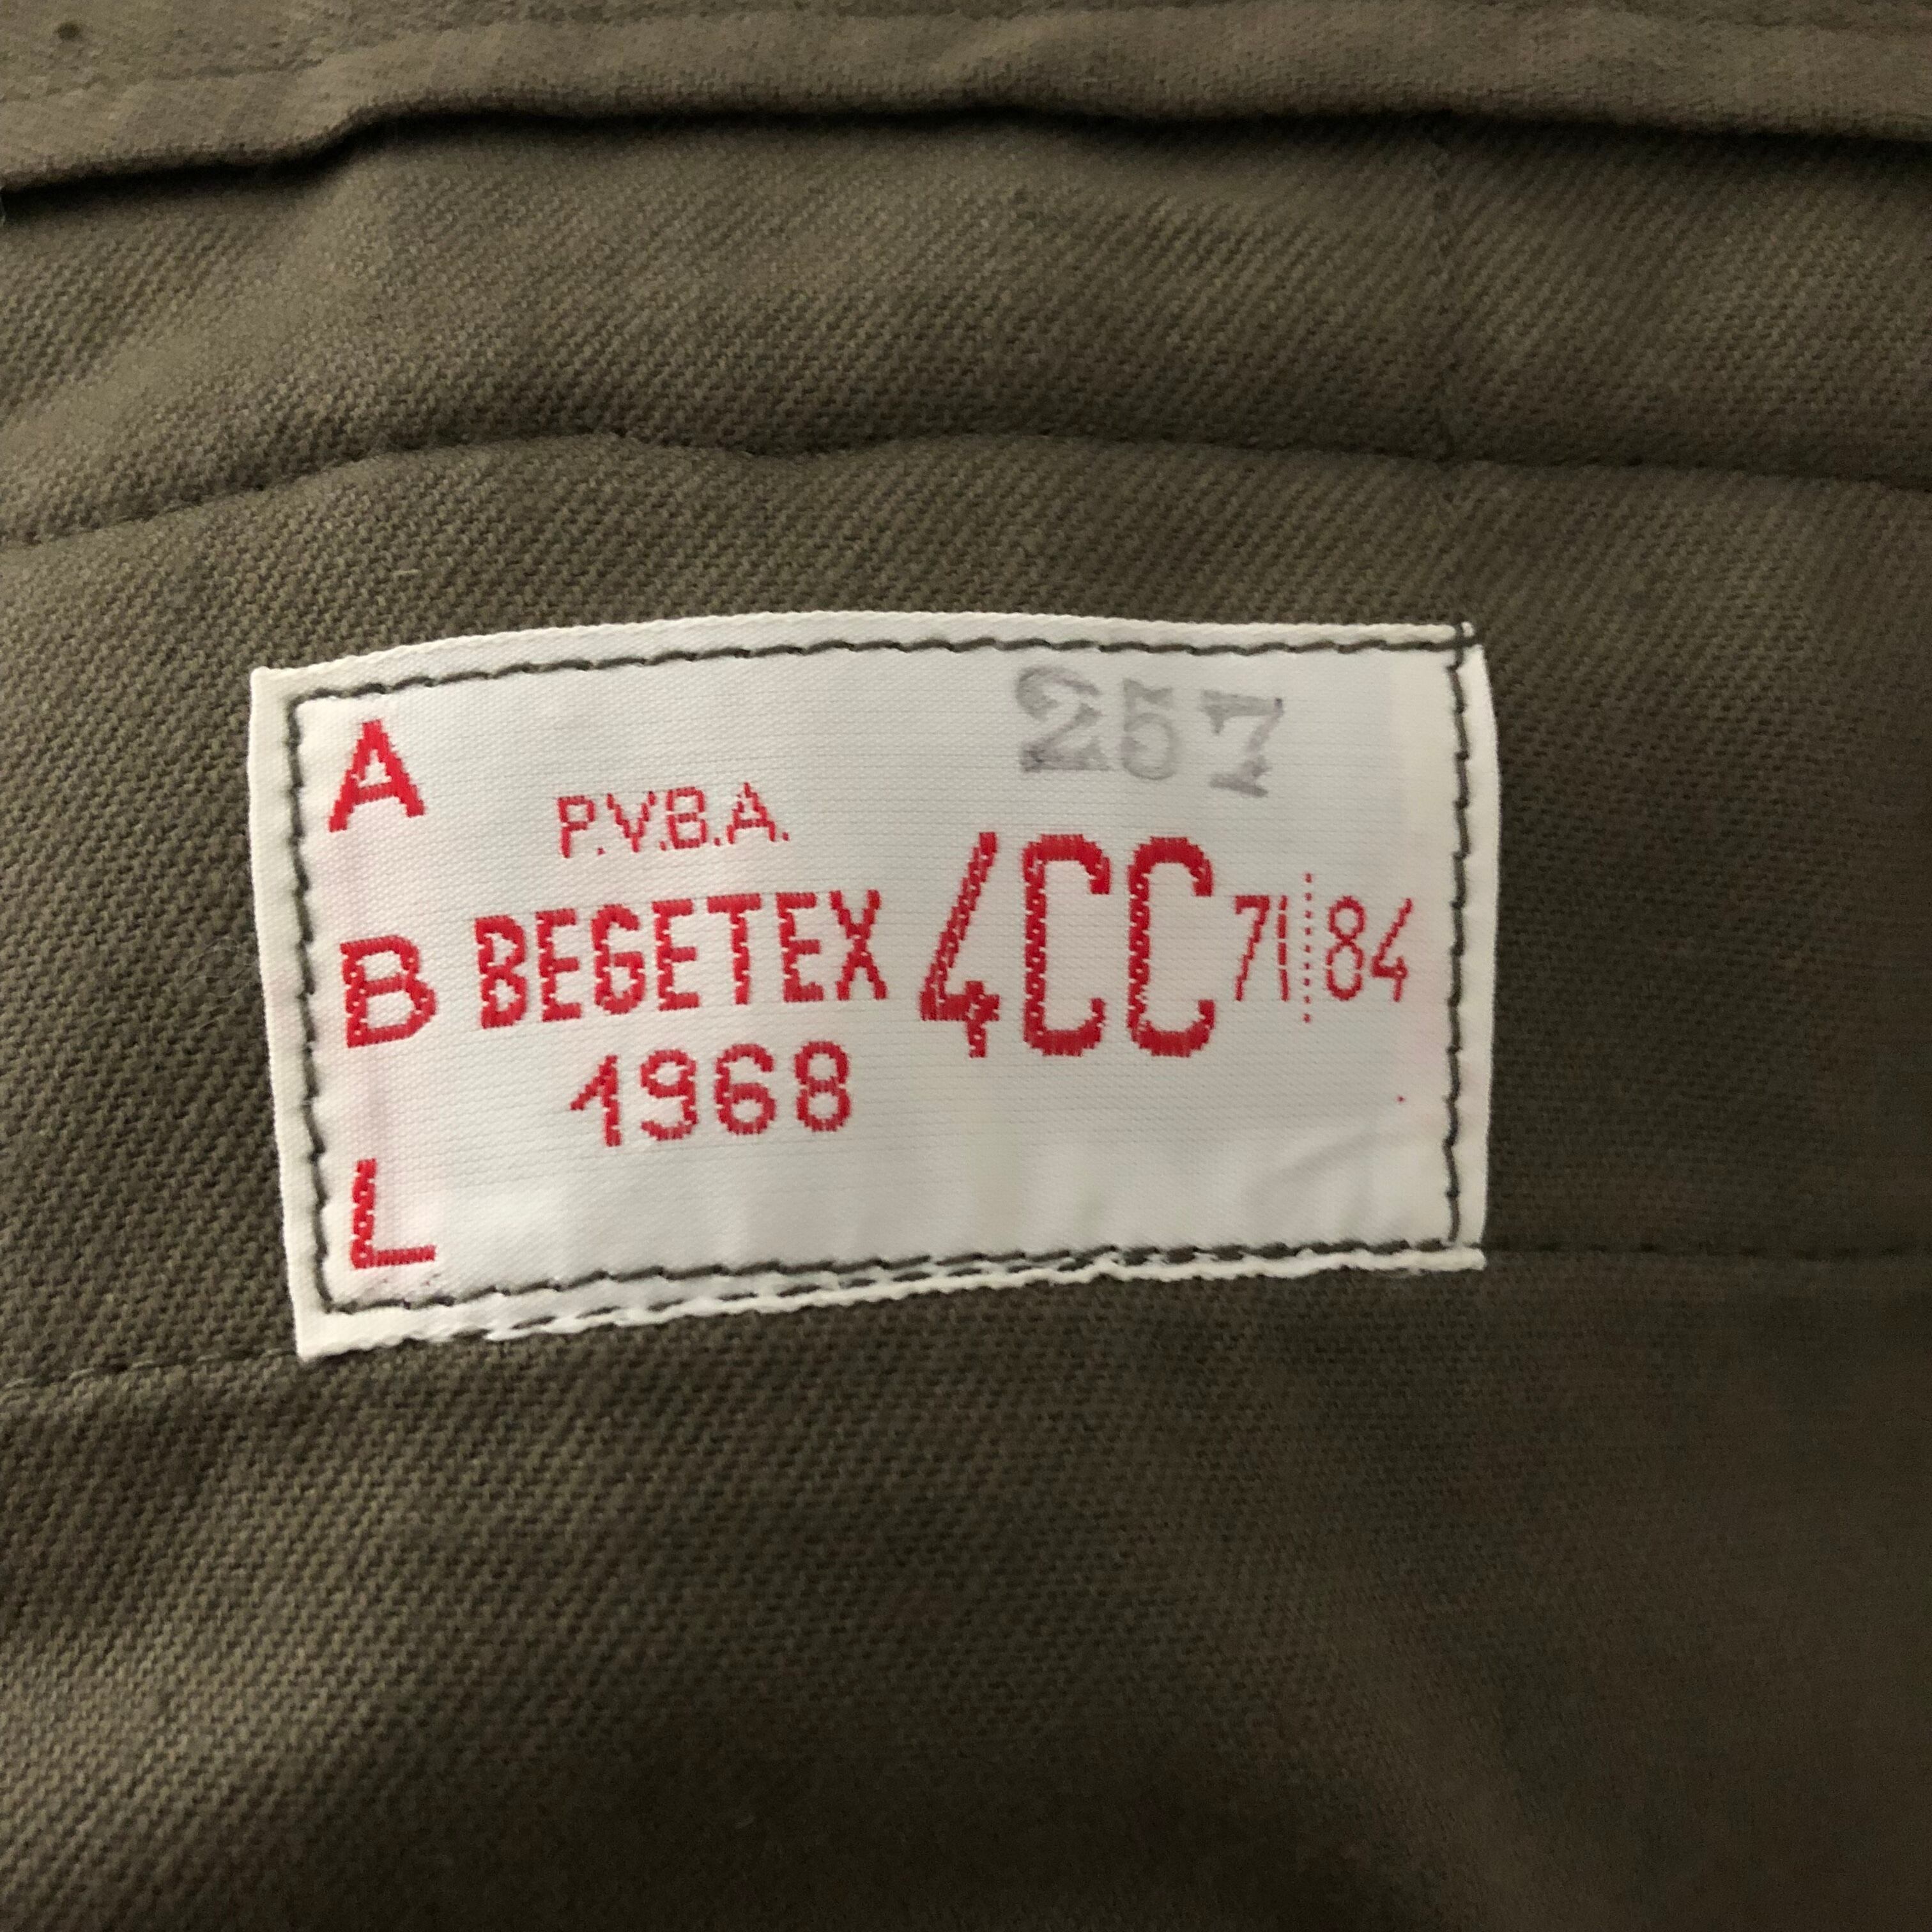 257
A
B
L
P.V.B.A.
BEGETEX
1968
4CC 71 84